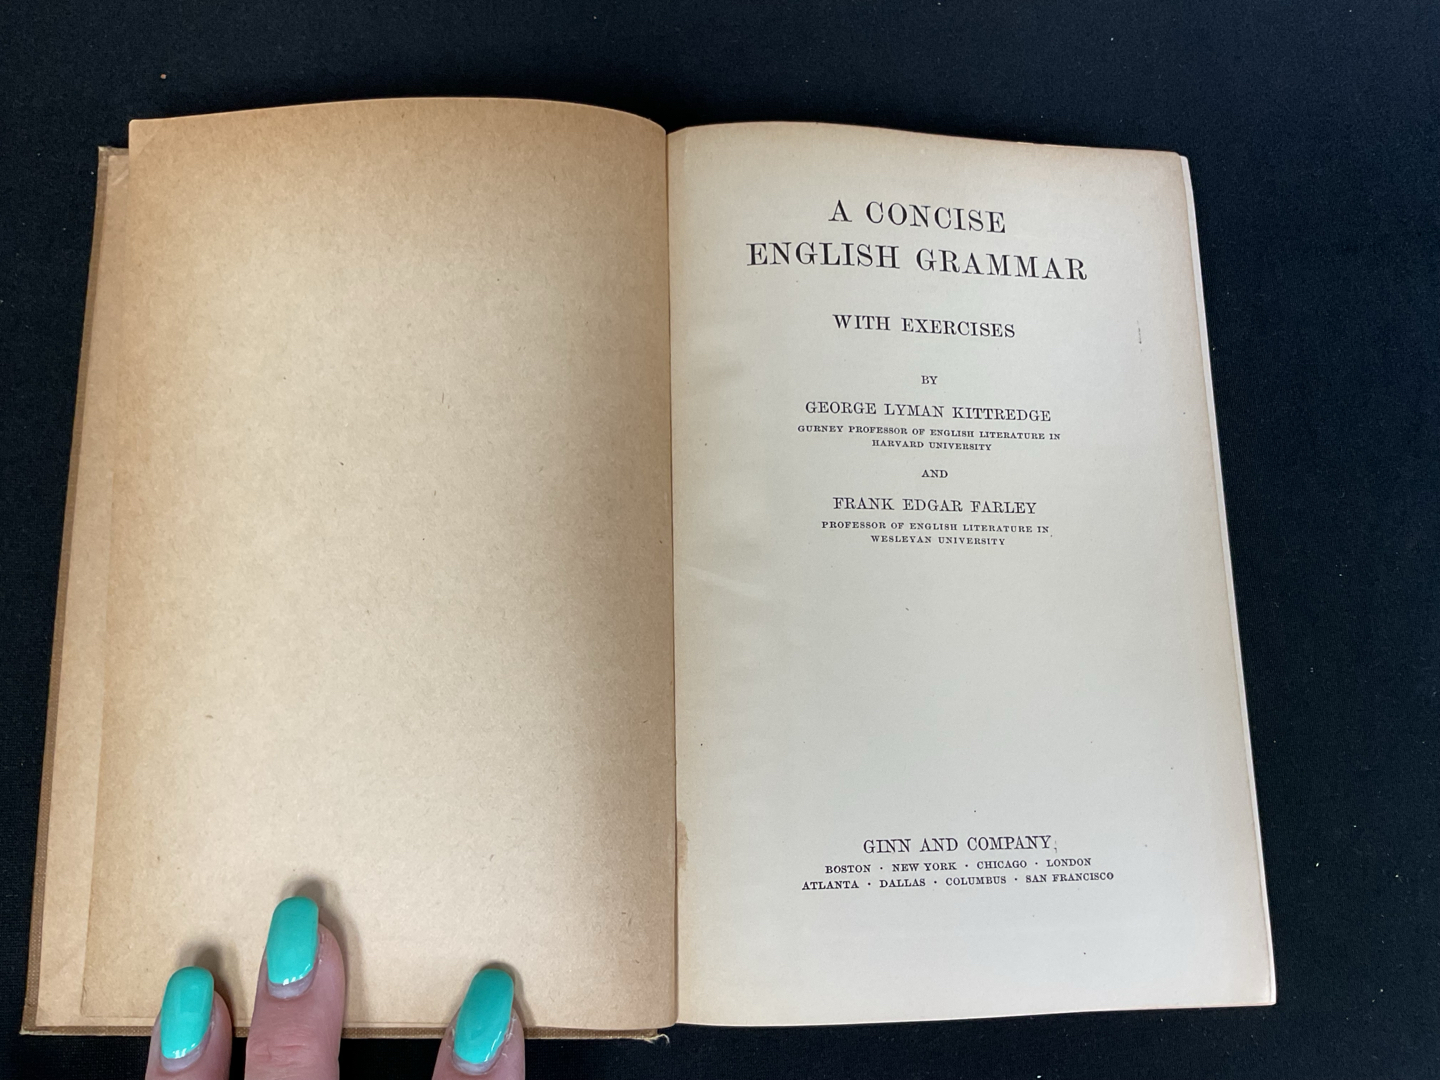 A CONCISE
ENGLISH GRAMMAR
WITH EXERCISES
BY
GEORGE LYMAN KITTREDGE
GURNEY PROFESSOR OF ENGLISH LITERATURE IN
HARVARD UNIVERSITY
AND
FRANK EDGAR FARLEY
PROFESSOR OF ENGLISH LITERATURE IN
WESLEYAN UNIVERSITY
GINN AND COMPANY
BOSTON · NEW YORK · CHICAGO · LONDON
ATLANTA · DALLAS · COLUMBUS · SAN FRANCISCO